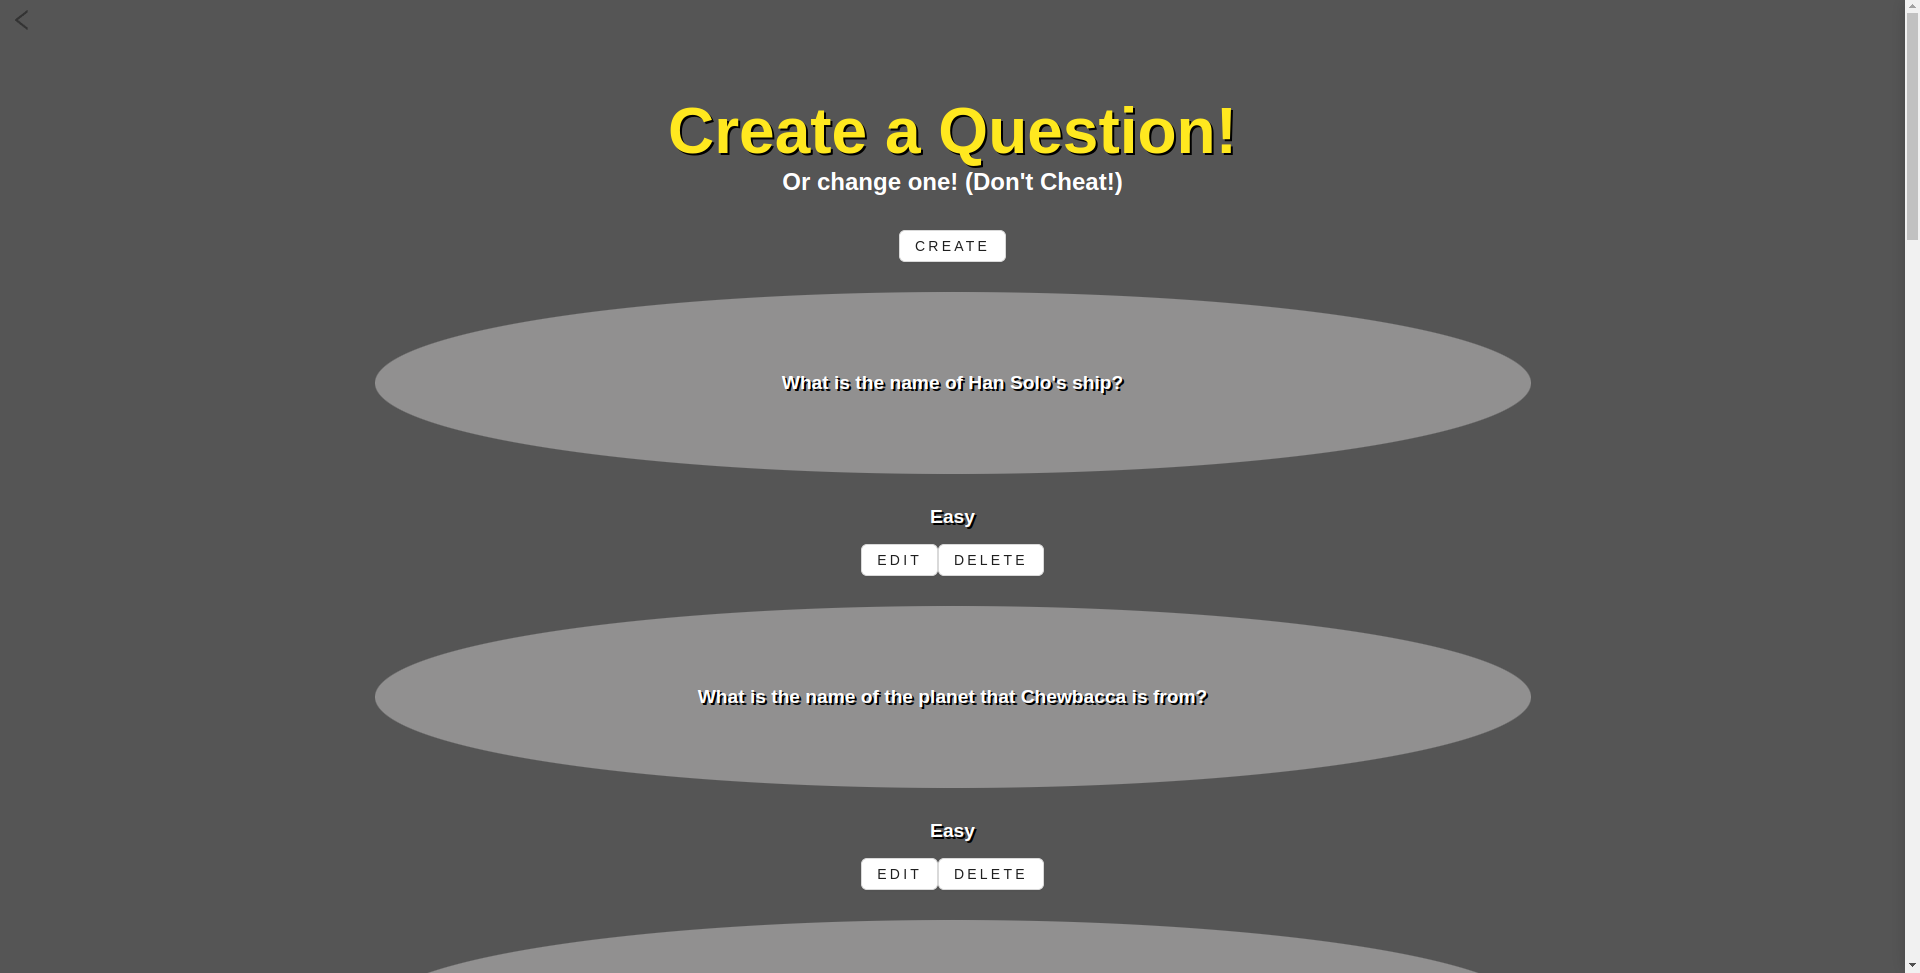 Create a Question!
Or change one! (Don't Cheat!)
CREATE
What is the name of Han Solo's ship?
Easy
EDIT DELETE
What is the name of the planet that Chewbacca is from?
Easy
EDIT DELETE